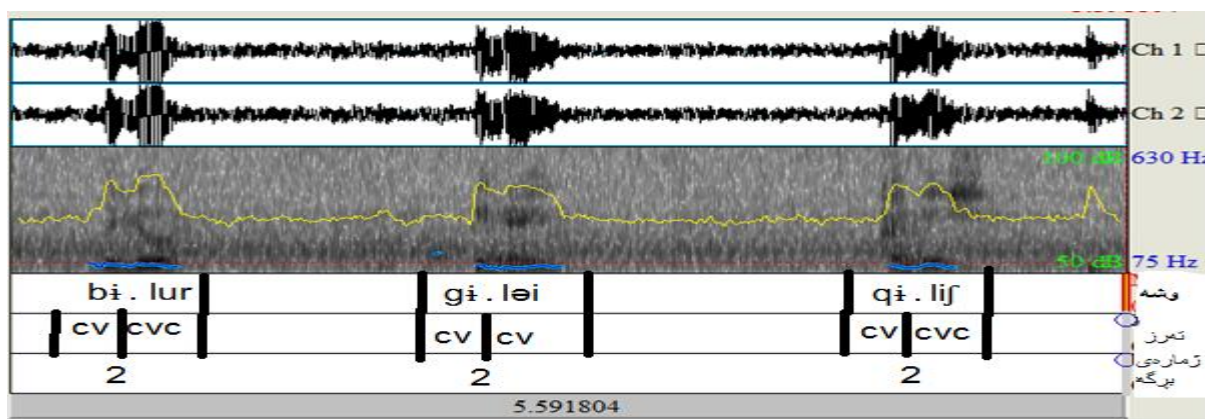 Ch 1
Ch 2
100 dB 630 Hz
50 dB 75 Hz
bɨ.lur gɨ.ləi qɨ.liʃ وشە
cv cvc cv cv cv cvc تەرز
2 2 2 ژمارەی
بڕگە
5.591804